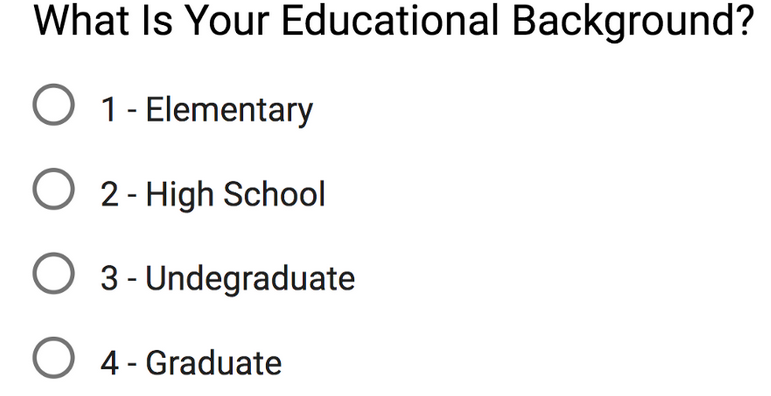 What Is Your Educational Background?
1 - Elementary
2 - High School
3 - Undegraduate
4 - Graduate